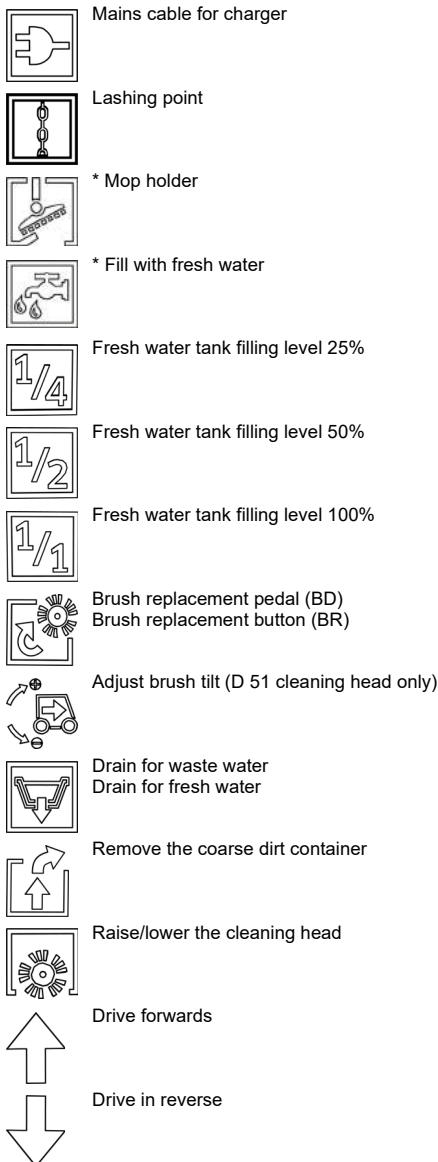 Mains cable for charger
Lashing point
* Mop holder
* Fill with fresh water
1/4
Fresh water tank filling level 25%
1/2
Fresh water tank filling level 50%
1/1
Fresh water tank filling level 100%
Brush replacement pedal (BD)
Brush replacement button (BR)
Adjust brush tilt (D 51 cleaning head only)
Drain for waste water
Drain for fresh water
Remove the coarse dirt container
Raise/lower the cleaning head
Drive forwards
Drive in reverse